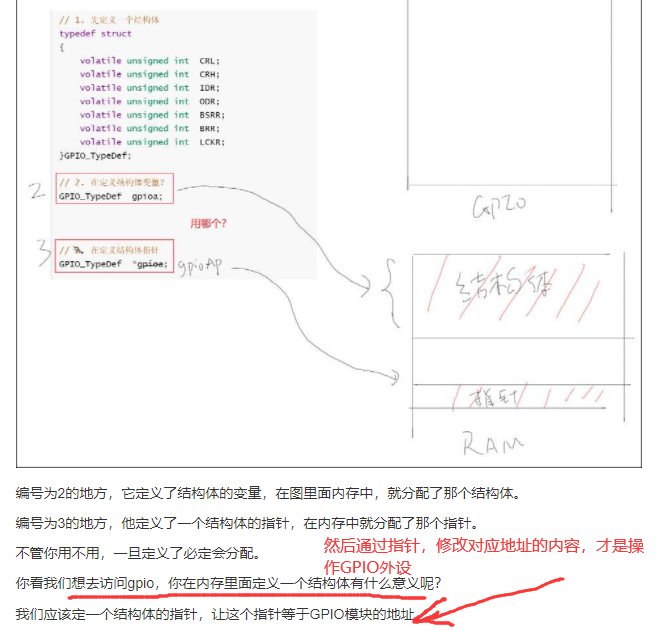 // 1. 先定义一个结构体
typedef struct
{
volatile unsigned int CRL;
volatile unsigned int CRH;
volatile unsigned int IDR;
volatile unsigned int ODR;
volatile unsigned int BSRR;
volatile unsigned int BRR;
volatile unsigned int LCKR;
}GPIO_TypeDef;
2
// 2. 在定义结构体变量?
GPIO_TypeDef gpioa;
GPIO
用哪个?
3
// 3. 在定义结构体指针
GPIO_TypeDef *gpioa; gpioAp
结构体
指针
RAM
编号为2的地方，它定义了结构体的变量，在图里面内存中，就分配了那个结构体。
编号为3的地方，他定义了一个结构体的指针，在内存中就分配了那个指针。
不管你用不用，一旦定义了必定会分配。
然后通过指针，修改对应地址的内容，才是操
作GPIO外设
你看我们想去访问gpio，你在内存里面定义一个结构体有什么意义呢?
我们应该定一个结构体的指针，让这个指针等于GPIO模块的地址